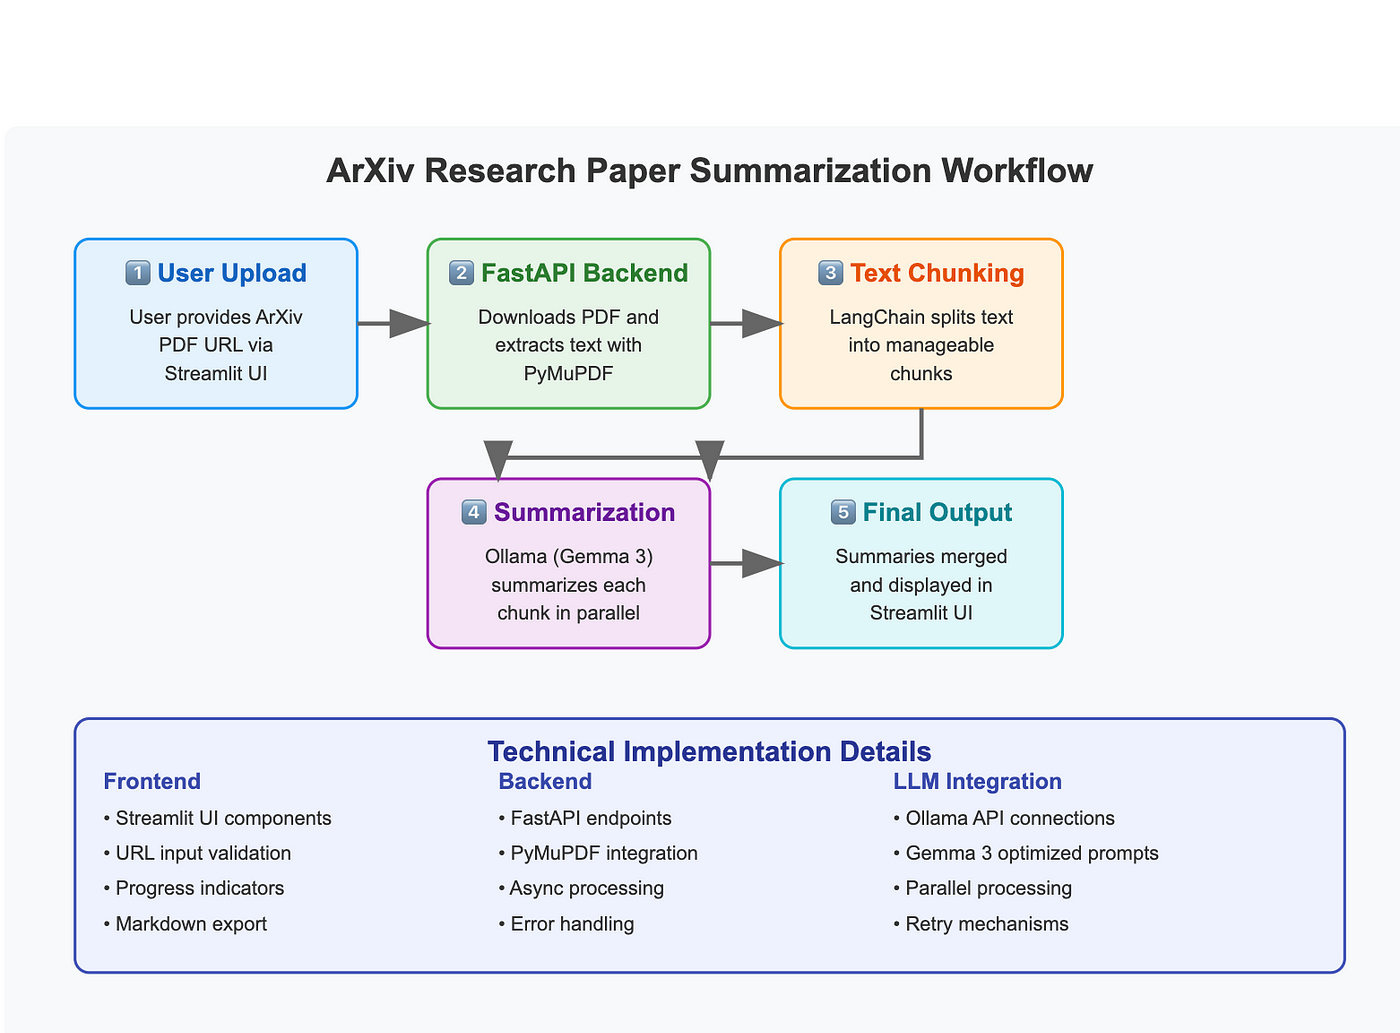 ArXiv Research Paper Summarization Workflow
1 User Upload
User provides ArXiv
PDF URL via
Streamlit UI
2 FastAPI Backend
Downloads PDF and
extracts text with
PyMuPDF
3 Text Chunking
LangChain splits text
into manageable
chunks
4 Summarization
Ollama (Gemma 3)
summarizes each
chunk in parallel
5 Final Output
Summaries merged
and displayed in
Streamlit UI
Technical Implementation Details
Frontend
• Streamlit UI components
• URL input validation
• Progress indicators
• Markdown export
Backend
• FastAPI endpoints
• PyMuPDF integration
• Async processing
• Error handling
LLM Integration
• Ollama API connections
• Gemma 3 optimized prompts
• Parallel processing
• Retry mechanisms